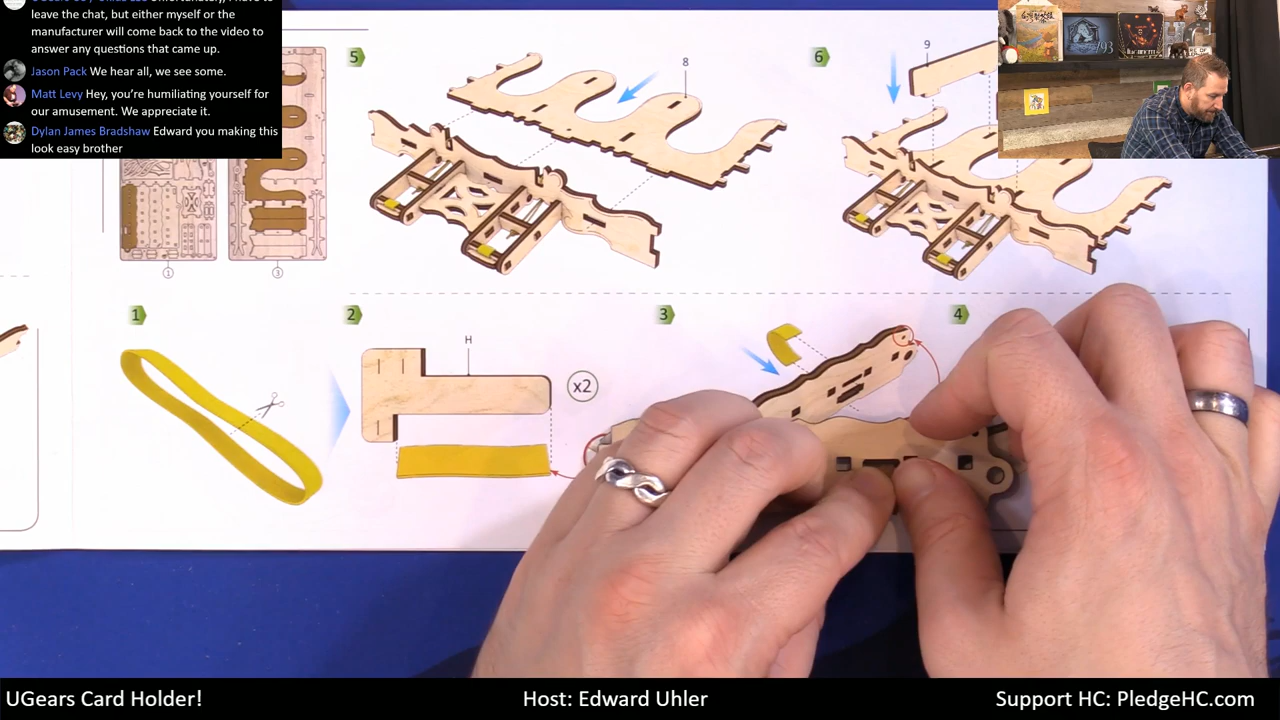 leave the chat, but either myself or the
manufacturer will come back to the video to
answer any questions that came up.
Jason Pack We hear all, we see some.
Matt Levy Hey, you're humiliating yourself for
our amusement. We appreciate it.
Dylan James Bradshaw Edward you making this
look easy brother
5
8
6
9
1
3
1
2
H
x2
3
4
UGears Card Holder!
Host: Edward Uhler
Support HC: PledgeHC.com